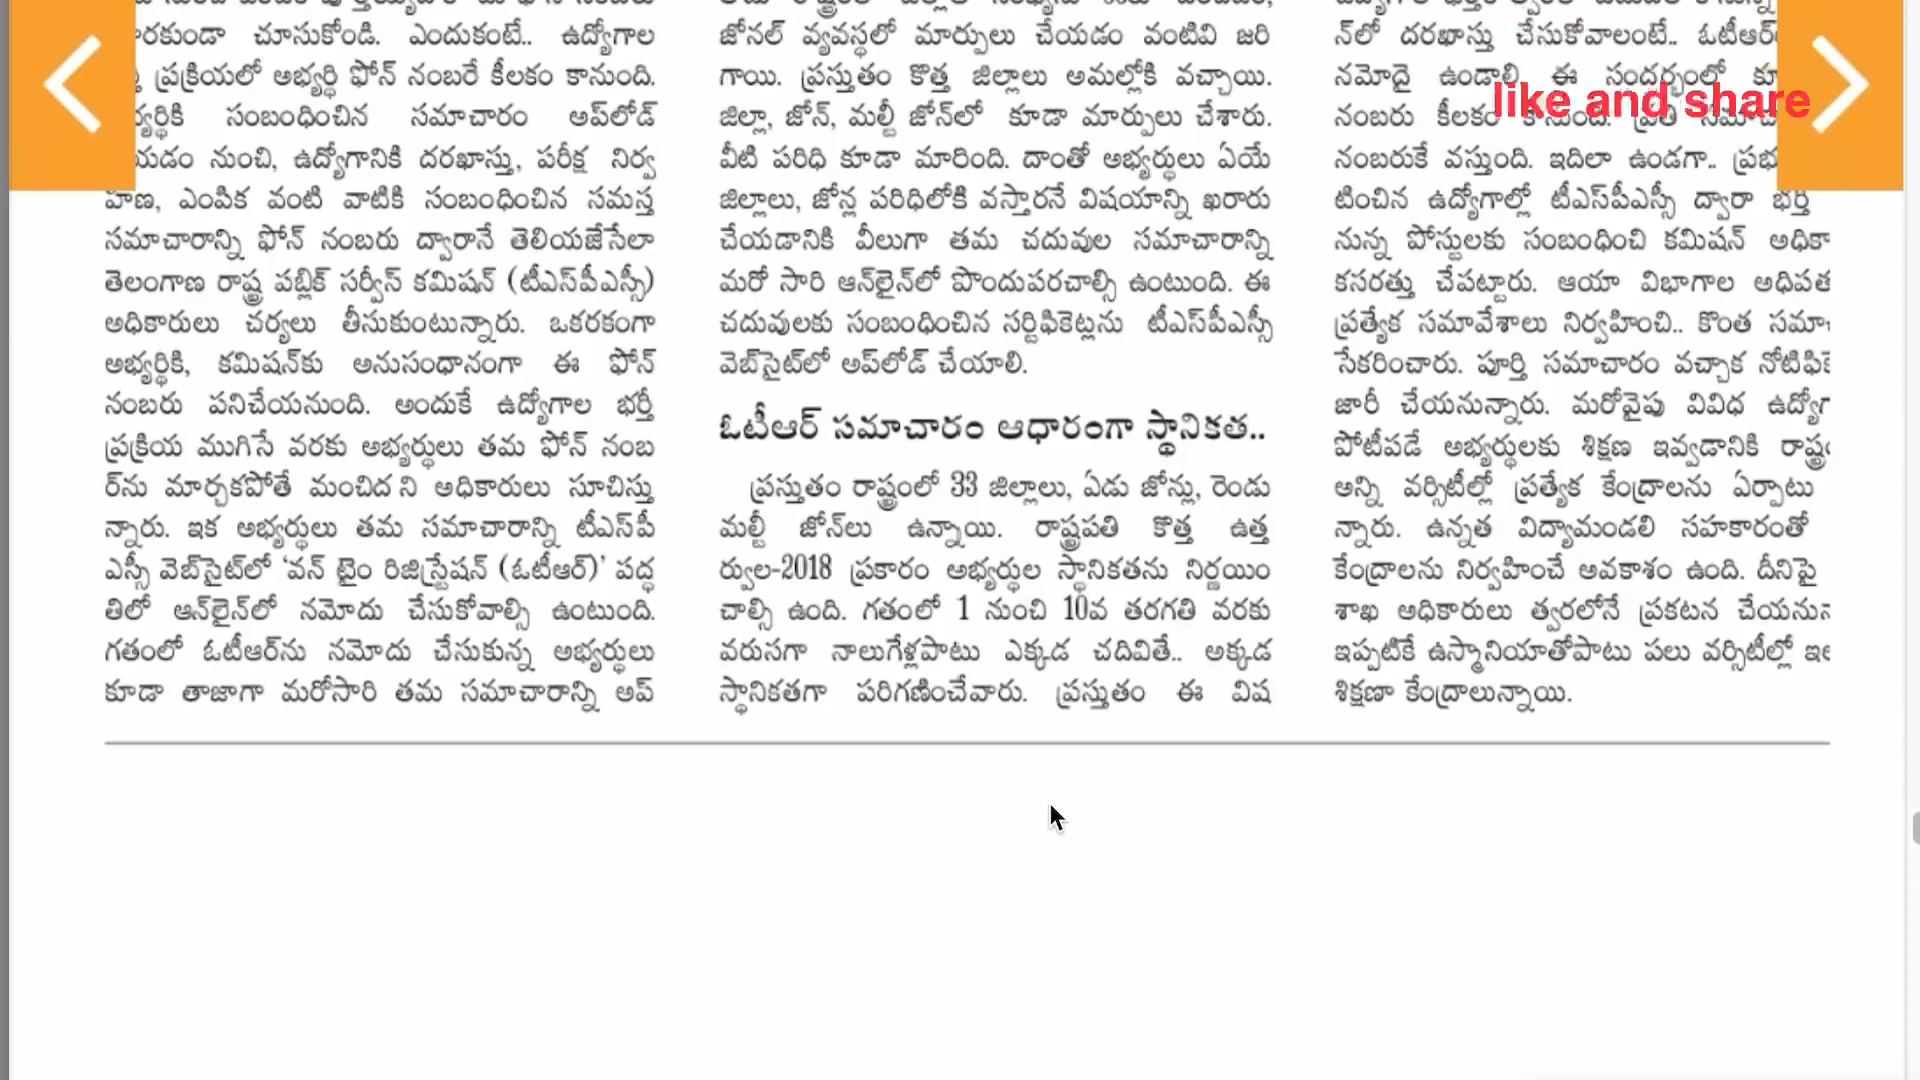 చూసుకోండి. ఎందుకంటే.. ఉద్యోగాల
ప్రక్రియలో అభ్యర్థి ఫోన్ నంబరే కీలకం కానుంది.
సంబంధించిన సమాచారం అప్‌లోడ్
నుంచి, ఉద్యోగానికి దరఖాస్తు, పరీక్ష నిర్వ
హణ, ఎంపిక వంటి వాటికి సంబంధించిన సమస్త
సమాచారాన్ని ఫోన్ నంబరు ద్వారానే తెలియజేసేలా
తెలంగాణ రాష్ట్ర పబ్లిక్ సర్వీస్ కమిషన్ (టీఎస్‌పీఎస్సీ)
అధికారులు చర్యలు తీసుకుంటున్నారు. ఒకరకంగా
అభ్యర్థికి, కమిషన్‌కు అనుసంధానంగా ఈ ఫోన్
నంబరు పనిచేయనుంది. అందుకే ఉద్యోగాల భర్తీ
ప్రక్రియ ముగిసే వరకు అభ్యర్థులు తమ ఫోన్ నంబ
ర్‌ను మార్చకపోతే మంచిదని అధికారులు సూచిస్తు
న్నారు. ఇక అభ్యర్థులు తమ సమాచారాన్ని టీఎస్‌పీ
ఎస్సీ వెబ్‌సైట్‌లో ‘వన్ టైం రిజిస్ట్రేషన్ (ఓటీఆర్)’ పద్ధ
తిలో ఆన్‌లైన్‌లో నమోదు చేసుకోవాల్సి ఉంటుంది.
గతంలో ఓటీఆర్‌ను నమోదు చేసుకున్న అభ్యర్థులు
కూడా తాజాగా మరోసారి తమ సమాచారాన్ని అప్
జోనల్ వ్యవస్థలో మార్పులు చేయడం వంటివి జరి
గాయి. ప్రస్తుతం కొత్త జిల్లాలు అమల్లోకి వచ్చాయి.
జిల్లా, జోన్, మల్టీ జోన్‌లో కూడా మార్పులు చేశారు.
వీటి పరిధి కూడా మారింది. దాంతో అభ్యర్థులు ఏయే
జిల్లాలు, జోన్ల పరిధిలోకి వస్తారనే విషయాన్ని ఖరారు
చేయడానికి వీలుగా తమ చదువుల సమాచారాన్ని
మరో సారి ఆన్‌లైన్‌లో పొందుపరచాల్సి ఉంటుంది. ఈ
చదువులకు సంబంధించిన సర్టిఫికెట్లను టీఎస్‌పీఎస్సీ
వెబ్‌సైట్‌లో అప్‌లోడ్ చేయాలి.
ఓటీఆర్ సమాచారం ఆధారంగా స్థానికత..
ప్రస్తుతం రాష్ట్రంలో 33 జిల్లాలు, ఏడు జోన్లు, రెండు
మల్టీ జోన్‌లు ఉన్నాయి. రాష్ట్రపతి కొత్త ఉత్త
ర్వుల-2018 ప్రకారం అభ్యర్థుల స్థానికతను నిర్ణయిం
చాల్సి ఉంది. గతంలో 1 నుంచి 10వ తరగతి వరకు
వరుసగా నాలుగేళ్లపాటు ఎక్కడ చదివితే.. అక్కడ
స్థానికతగా పరిగణించేవారు. ప్రస్తుతం ఈ విష
న్‌లో దరఖాస్తు చేసుకోవాలంటే.. ఓటీఆర్
నమోదై ఉండాలి. ఈ సందర్భంలో
like and share
నంబరు కీలకం
నంబరుకే వస్తుంది. ఇదిలా ఉండగా..
టించిన ఉద్యోగాల్లో టీఎస్‌పీఎస్సీ ద్వారా భర్తీ
నున్న పోస్టులకు సంబంధించి కమిషన్ అధికా
కసరత్తు చేపట్టారు. ఆయా విభాగాల అధిపత
ప్రత్యేక సమావేశాలు నిర్వహించి.. కొంత సమా
సేకరించారు. పూర్తి సమాచారం వచ్చాక నోటిఫికే
జారీ చేయనున్నారు. మరోవైపు వివిధ ఉద్యోగ
పోటీపడే అభ్యర్థులకు శిక్షణ ఇవ్వడానికి రాష్ట్ర
అన్ని వర్సిటీల్లో ప్రత్యేక కేంద్రాలను ఏర్పాటు
న్నారు. ఉన్నత విద్యామండలి సహకారంతో
కేంద్రాలను నిర్వహించే అవకాశం ఉంది. దీనిపై
శాఖ అధికారులు త్వరలోనే ప్రకటన చేయనున
ఇప్పటికే ఉస్మానియాతోపాటు పలు వర్సిటీల్లో
శిక్షణా కేంద్రాలున్నాయి.